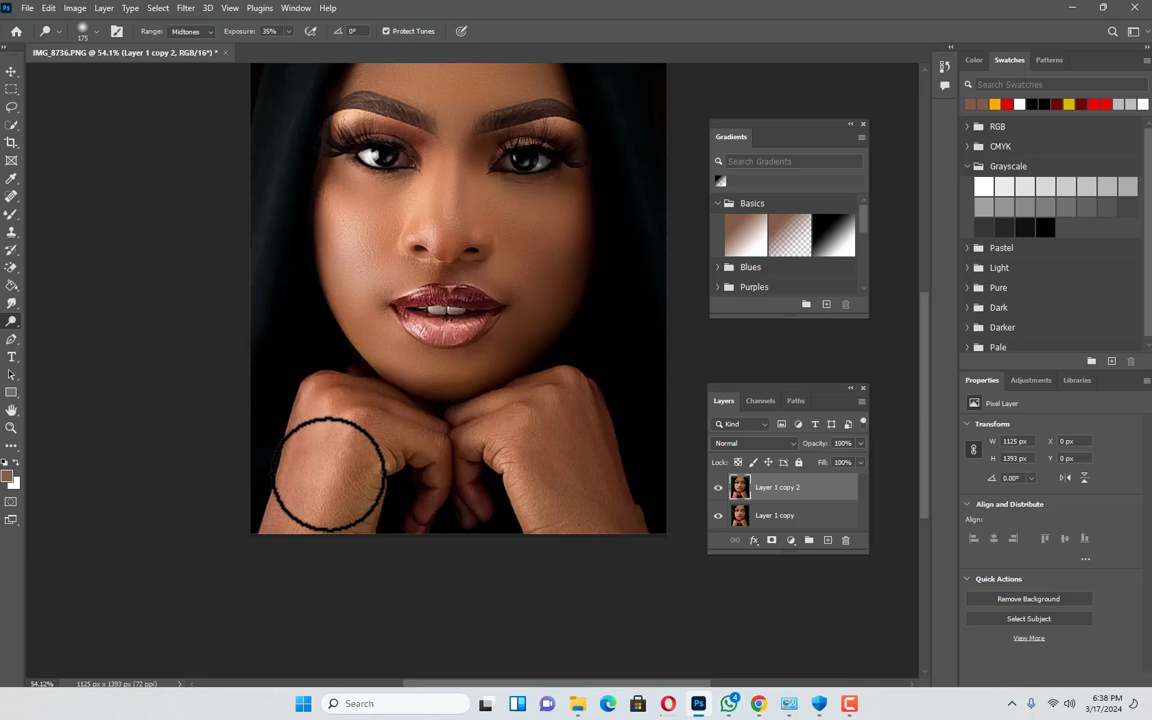 File Edit Image Layer Type Select Filter 3D View Plugins Window Help
175 Range: Midtones Exposure: 35% 0° Protect Tones
IMG_8736.PNG @ 54.1% (Layer 1 copy 2, RGB/16*) *
Color Swatches Patterns
Search Swatches
RGB
CMYK
Grayscale
Pastel
Light
Pure
Dark
Darker
Pale
Gradients
Search Gradients
Basics
Blues
Purples
Layers Channels Paths
Kind
Normal Opacity: 100%
Lock: Fill: 100%
Layer 1 copy 2
Layer 1 copy
fx
Properties Adjustments Libraries
Pixel Layer
Transform
W 1125 px X 0 px
H 1393 px Y 0 px
0.00°
Align and Distribute
Align:
Quick Actions
Remove Background
Select Subject
View More
54.12% 1125 px x 1393 px (72 ppi)
Search
Ps
4
6:38 PM
3/17/2024